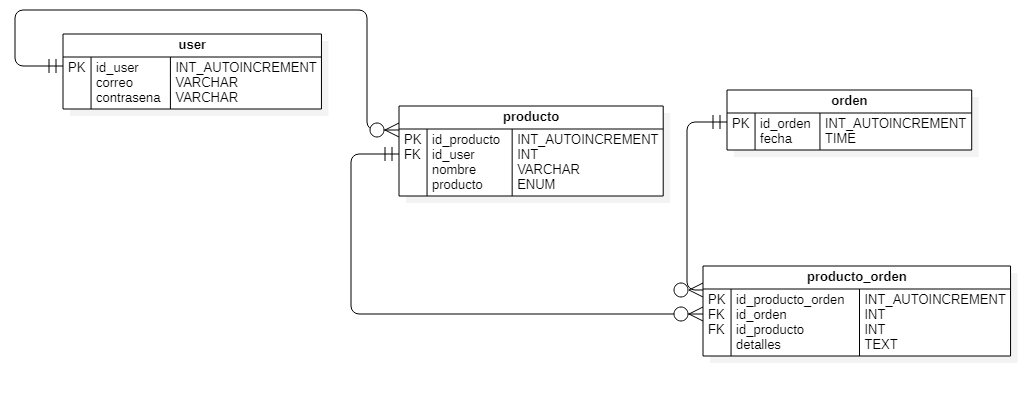 user
PK id_user INT_AUTOINCREMENT
correo VARCHAR
contrasena VARCHAR
producto
PK id_producto INT_AUTOINCREMENT
FK id_user INT
nombre VARCHAR
producto ENUM
orden
PK id_orden INT_AUTOINCREMENT
fecha TIME
producto_orden
PK id_producto_orden INT_AUTOINCREMENT
FK id_orden INT
FK id_producto INT
detalles TEXT